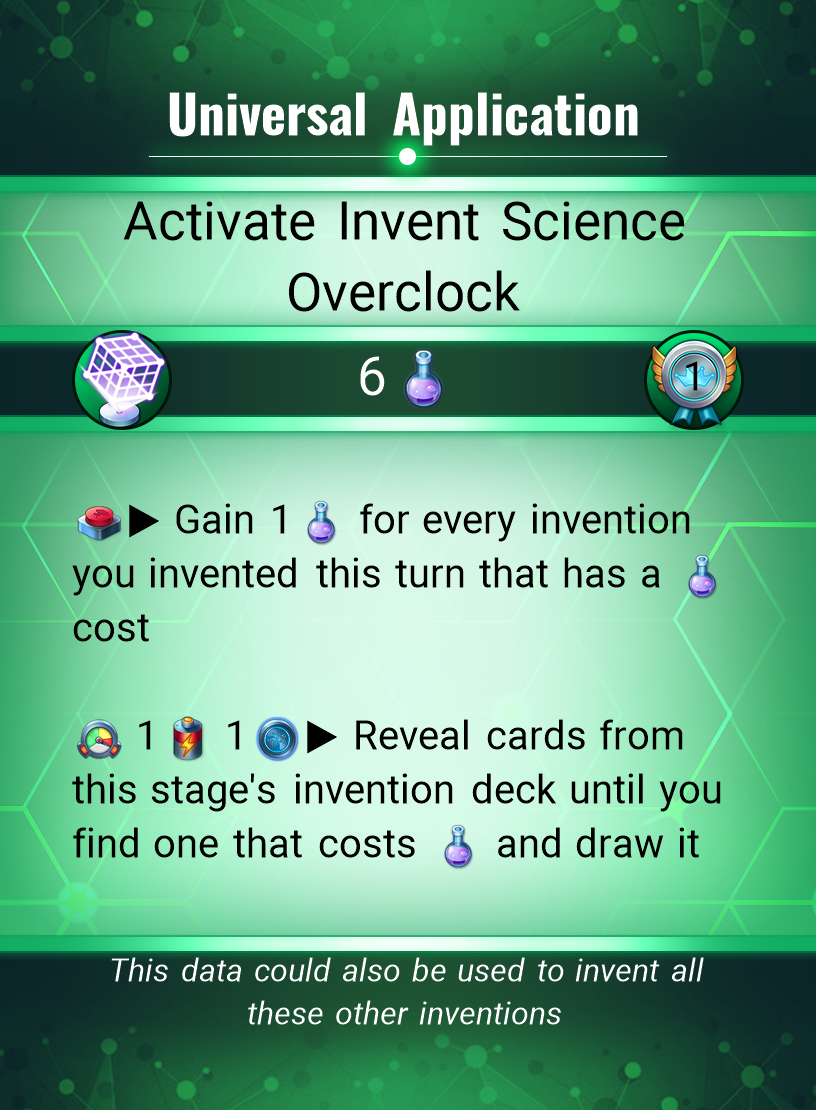 Universal Application
Activate Invent Science
Overclock
6
1
Gain 1 for every invention
you invented this turn that has a
cost
1 1 Reveal cards from
this stage's invention deck until you
find one that costs and draw it
This data could also be used to invent all
these other inventions